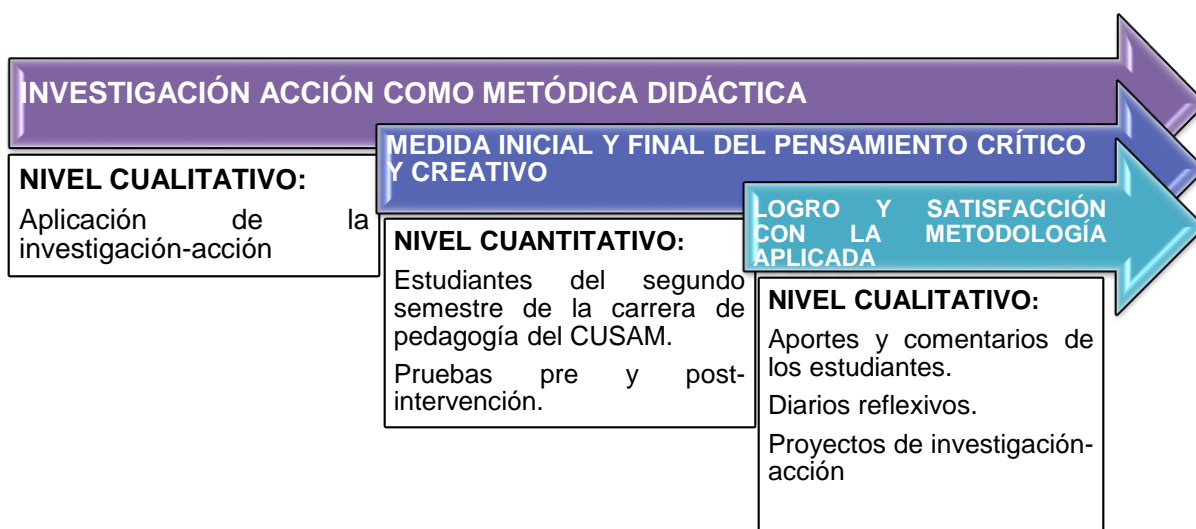 INVESTIGACIÓN ACCIÓN COMO METÓDICA DIDÁCTICA
NIVEL CUALITATIVO:
Aplicación de la
investigación-acción
MEDIDA INICIAL Y FINAL DEL PENSAMIENTO CRÍTICO
Y CREATIVO
NIVEL CUANTITATIVO:
Estudiantes del segundo
semestre de la carrera de
pedagogía del CUSAM.
Pruebas pre y post-
intervención.
LOGRO Y SATISFACCIÓN
CON LA METODOLOGÍA
APLICADA
NIVEL CUALITATIVO:
Aportes y comentarios de
los estudiantes.
Diarios reflexivos.
Proyectos de investigación-
acción